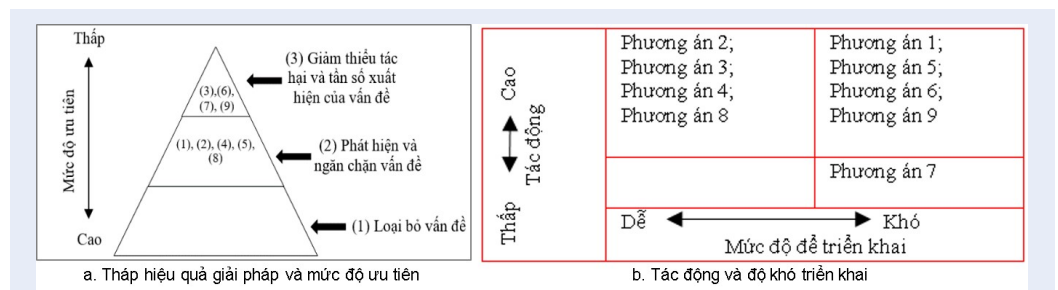 Thấp
Mức độ ưu tiên
Cao
(3),(6),
(7), (9)
(1), (2), (4), (5),
(8)
(3) Giảm thiểu tác
hại và tần số xuất
hiện của vấn đề
(2) Phát hiện và
ngăn chặn vấn đề
(1) Loại bỏ vấn đề
a. Tháp hiệu quả giải pháp và mức độ ưu tiên
Cao
Tác động
Thấp
Phương án 2;
Phương án 3;
Phương án 4;
Phương án 8
Phương án 1;
Phương án 5;
Phương án 6;
Phương án 9
Phương án 7
Dễ
Khó
Mức độ để triển khai
b. Tác động và độ khó triển khai